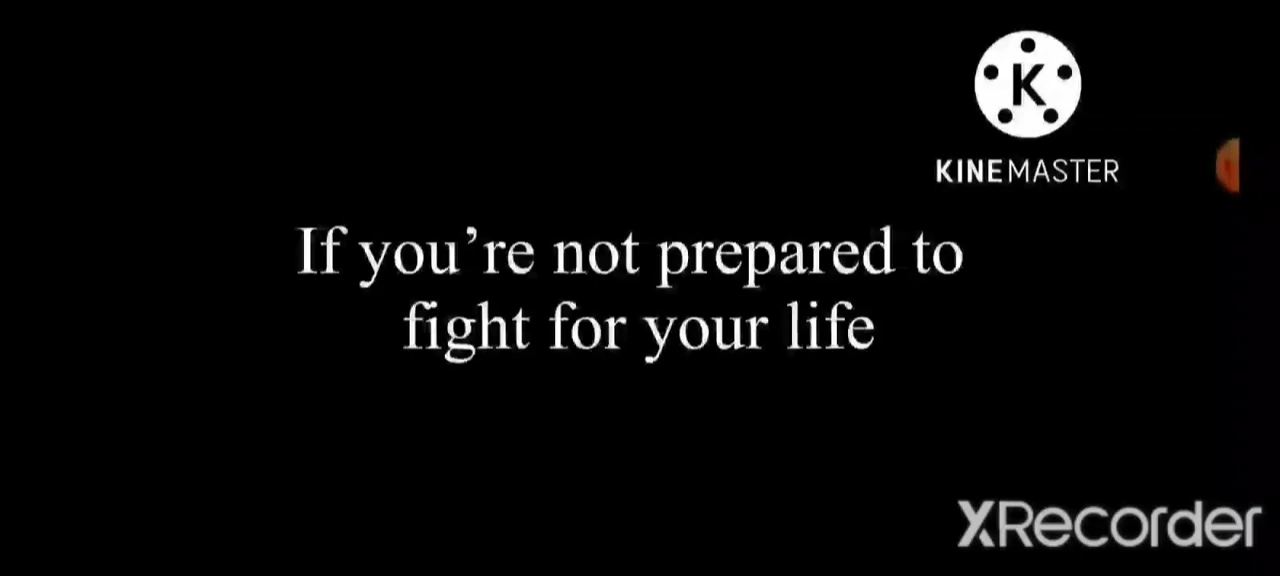 K
KINEMASTER
If you’re not prepared to
fight for your life
XRecorder